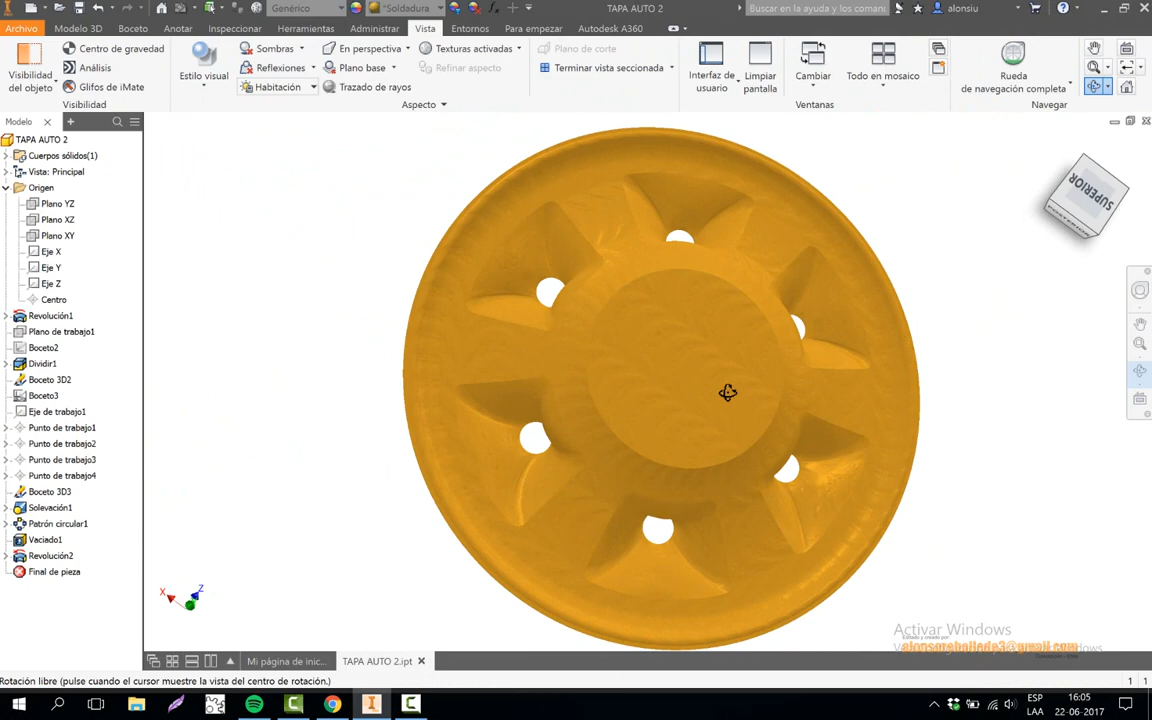 Genérico
*Soldadura
TAPA AUTO 2
Buscar en la ayuda y los comano
alonsiu
Archivo
Modelo 3D
Boceto
Anotar
Inspeccionar
Herramientas
Administrar
Vista
Entornos
Para empezar
Autodesk A360
Visibilidad
del objeto
Centro de gravedad
Análisis
Glifos de iMate
Visibilidad
Estilo visual
Sombras
Reflexiones
Habitación
En perspectiva
Plano base
Trazado de rayos
Texturas activadas
Refinar aspecto
Aspecto
Plano de corte
Terminar vista seccionada
Interfaz de
usuario
Limpiar
pantalla
Cambiar
Todo en mosaico
Ventanas
Rueda
de navegación completa
Navegar
Modelo
TAPA AUTO 2
Cuerpos sólidos(1)
Vista: Principal
Origen
Plano YZ
Plano XZ
Plano XY
Eje X
Eje Y
Eje Z
Centro
Revolución1
Plano de trabajo1
Boceto2
Dividir1
Boceto 3D2
Boceto3
Eje de trabajo1
Punto de trabajo1
Punto de trabajo2
Punto de trabajo3
Punto de trabajo4
Boceto 3D3
Solevación1
Patrón circular1
Vaciado1
Revolución2
Final de pieza
SUPERIOR
POSTERIOR
X
Z
Activar Windows
Editado y creado por:
Mi página de inic...
TAPA AUTO 2.ipt
Rotación libre (pulse cuando el cursor muestre la vista del centro de rotación.)
1
1
ESP
LAA
16:05
22-06-2017